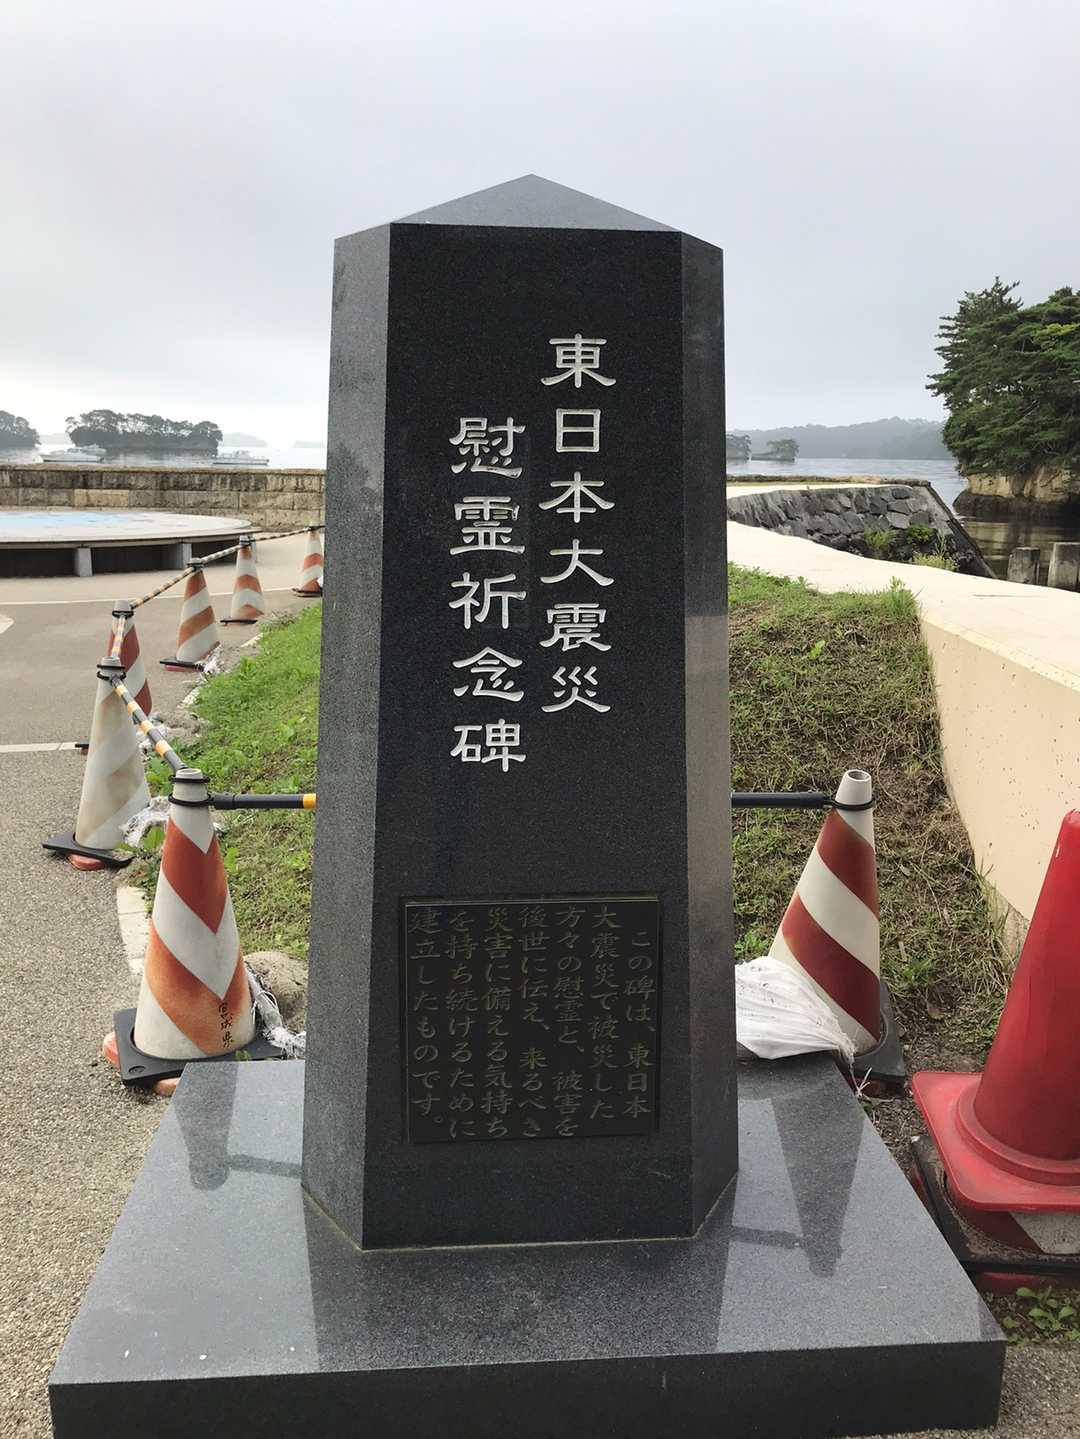 東日本大震災
慰霊祈念碑
この碑は、東日本
大震災で被災した
方々の慰霊と、被害を
後世に伝え、来るべき
災害に備える気持ち
を持ち続けるために
建立したものです。
宮城県